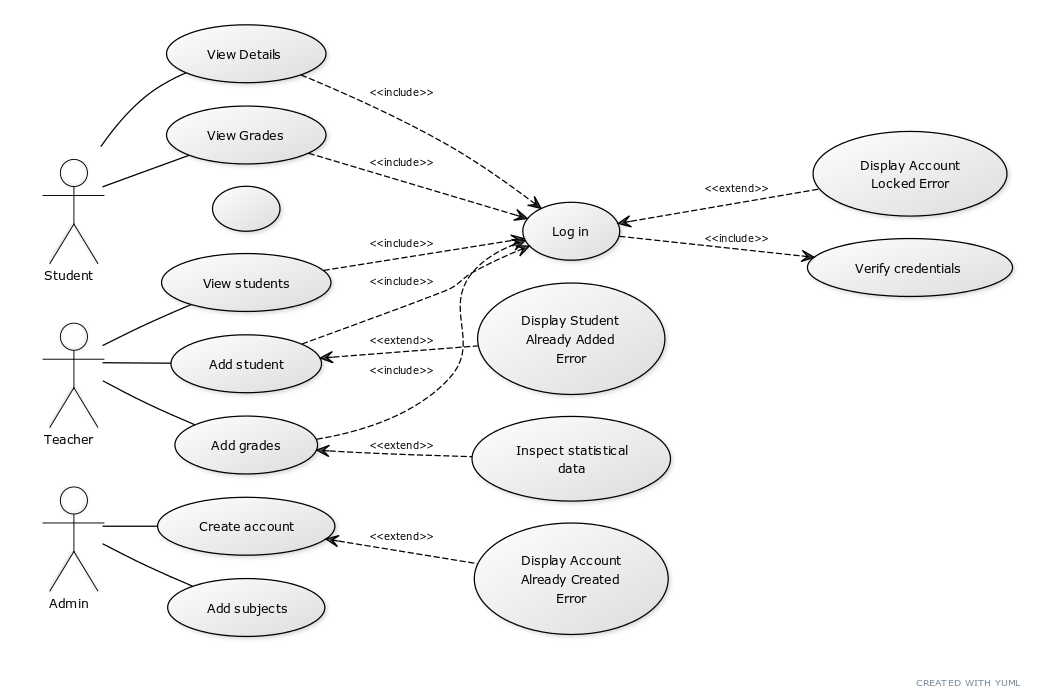 View Details
<<include>>
View Grades
<<include>>
Student
Display Account
Locked Error
<<extend>>
Log in
<<include>>
Verify credentials
<<include>>
View students
<<include>>
Display Student
Already Added
Error
<<extend>>
Add student
<<include>>
Teacher
Add grades
<<extend>>
Inspect statistical
data
Create account
<<extend>>
Display Account
Already Created
Error
Admin
Add subjects
CREATED WITH YUML